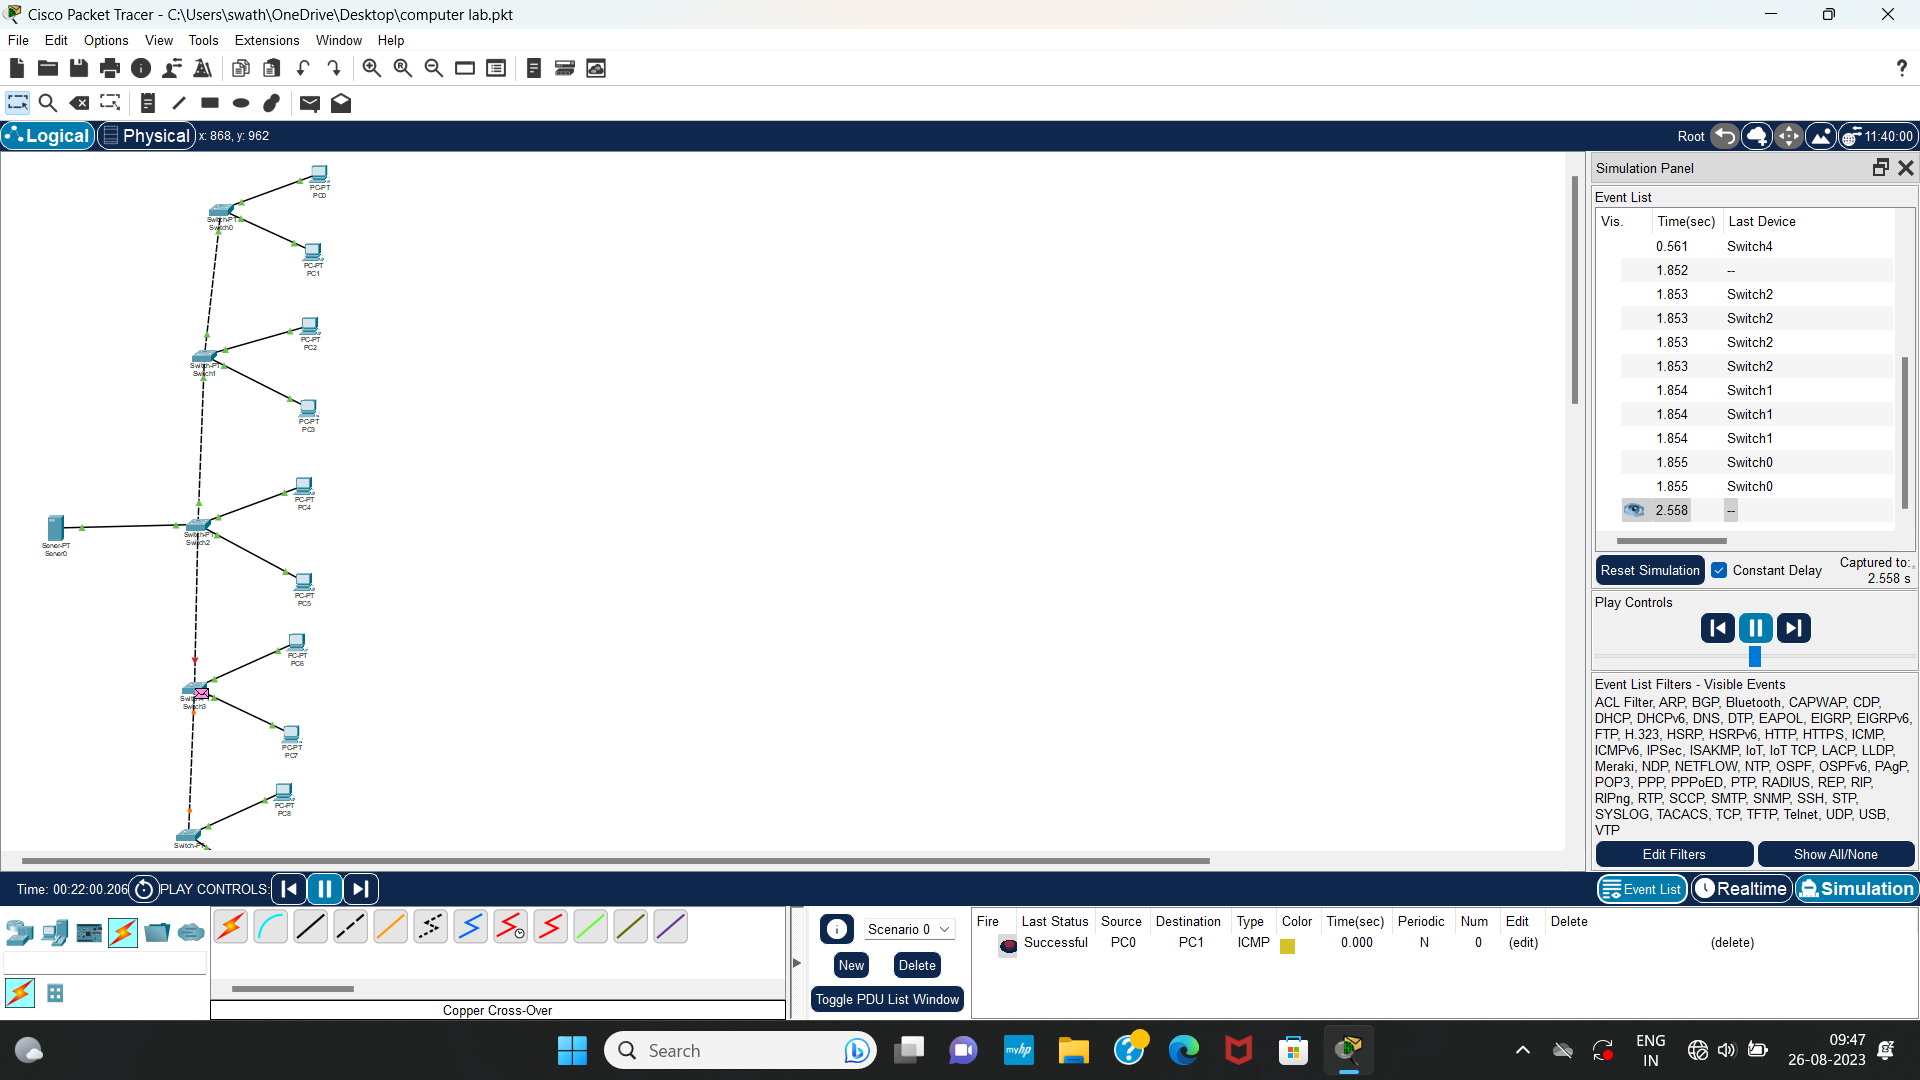 Cisco Packet Tracer - C:\Users\swath\OneDrive\Desktop\computer lab.pkt
File Edit Options View Tools Extensions Window Help
?
Logical Physical x: 868, y: 962 Root 11:40:00
PC-PT
PC0
Switch-PT
Switch0
PC-PT
PC1
PC-PT
PC2
Switch-PT
Switch1
PC-PT
PC3
PC-PT
PC4
Server-PT
Server0
Switch-PT
Switch2
PC-PT
PC5
PC-PT
PC6
Switch-PT
Switch3
PC-PT
PC7
PC-PT
PC8
Switch-PT
Simulation Panel
Event List
Vis. Time(sec) Last Device
0.561 Switch4
1.852 --
1.853 Switch2
1.853 Switch2
1.853 Switch2
1.853 Switch2
1.854 Switch1
1.854 Switch1
1.854 Switch1
1.855 Switch0
1.855 Switch0
2.558 --
Reset Simulation Constant Delay Captured to:
2.558 s
Play Controls
Event List Filters - Visible Events
ACL Filter, ARP, BGP, Bluetooth, CAPWAP, CDP,
DHCP, DHCPv6, DNS, DTP, EAPOL, EIGRP, EIGRPv6,
FTP, H.323, HSRP, HSRPv6, HTTP, HTTPS, ICMP,
ICMPv6, IPSec, ISAKMP, IoT, IoT TCP, LACP, LLDP,
Meraki, NDP, NETFLOW, NTP, OSPF, OSPFv6, PAgP,
POP3, PPP, PPPoED, PTP, RADIUS, REP, RIP,
RIPng, RTP, SCCP, SMTP, SNMP, SSH, STP,
SYSLOG, TACACS, TCP, TFTP, Telnet, UDP, USB,
VTP
Edit Filters Show All/None
Time: 00:22:00.206 PLAY CONTROLS: Event List Realtime Simulation
Copper Cross-Over
Scenario 0
New Delete
Toggle PDU List Window
Fire Last Status Source Destination Type Color Time(sec) Periodic Num Edit Delete
Successful PC0 PC1 ICMP 0.000 N 0 (edit) (delete)
Search
myhp
ENG
IN
09:47
26-08-2023